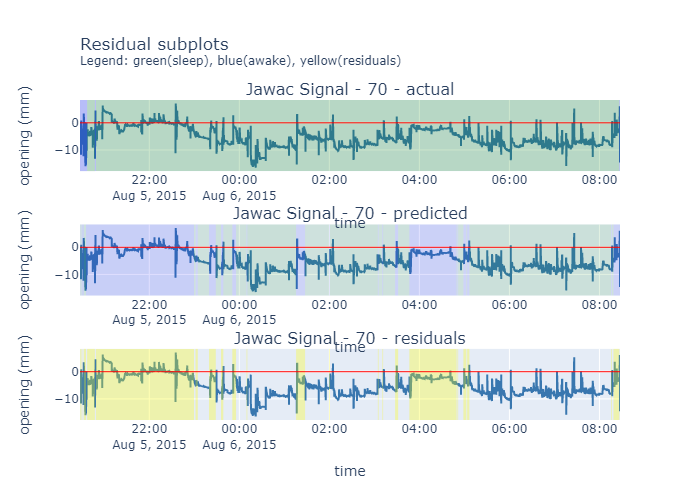 Residual subplots
Legend: green(sleep), blue(awake), yellow(residuals)
Jawac Signal - 70 - actual
opening (mm)
0
−10
22:00 00:00 02:00 04:00 06:00 08:00
Aug 5, 2015 Aug 6, 2015
time
Jawac Signal - 70 - predicted
opening (mm)
0
−10
22:00 00:00 02:00 04:00 06:00 08:00
Aug 5, 2015 Aug 6, 2015
time
Jawac Signal - 70 - residuals
opening (mm)
0
−10
22:00 00:00 02:00 04:00 06:00 08:00
Aug 5, 2015 Aug 6, 2015
time